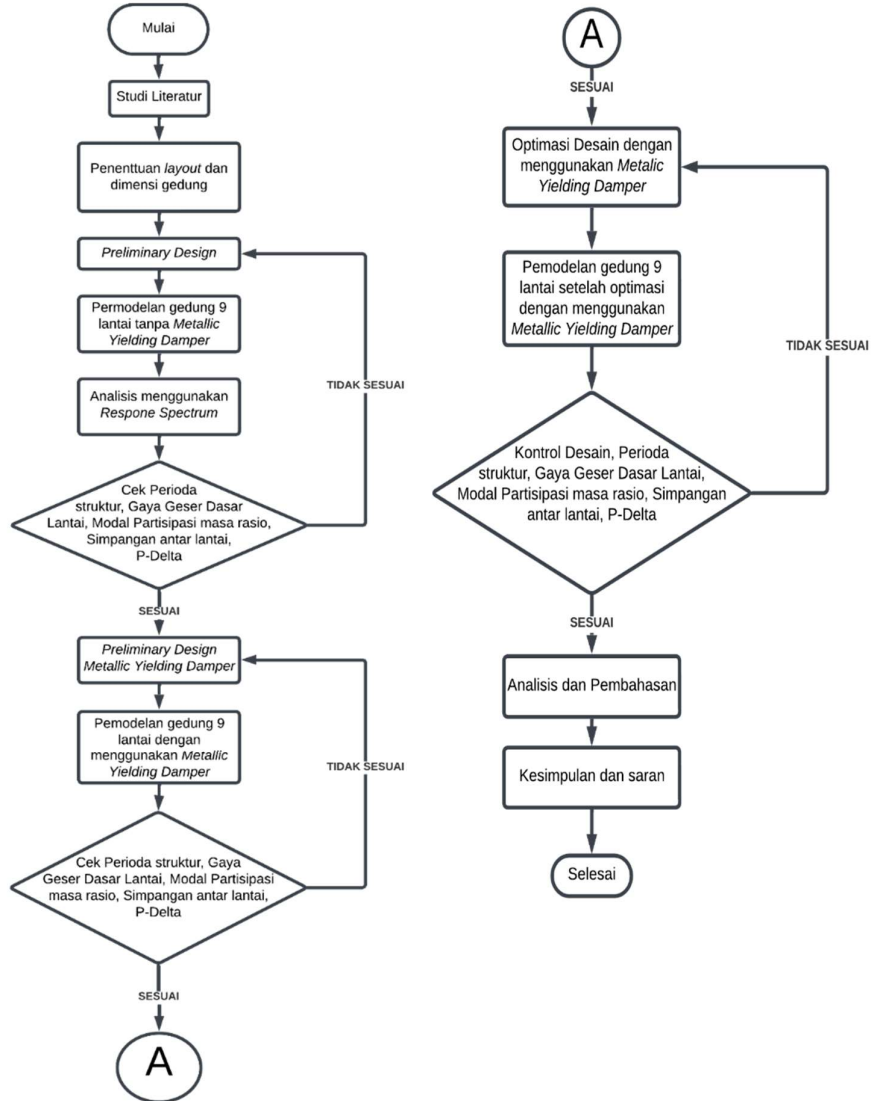 Mulai
Studi Literatur
Penenttuan layout dan
dimensi gedung
Preliminary Design
Permodelan gedung 9
lantai tanpa Metallic
Yielding Damper
Analisis menggunakan
Respone Spectrum
TIDAK SESUAI
Cek Perioda
struktur, Gaya Geser Dasar
Lantai, Modal Partisipasi masa rasio,
Simpangan antar lantai,
P-Delta
SESUAI
Preliminary Design
Metallic Yielding Damper
Pemodelan gedung 9
lantai dengan
menggunakan Metallic
Yielding Damper
TIDAK SESUAI
Cek Perioda struktur, Gaya
Geser Dasar Lantai, Modal Partisipasi
masa rasio, Simpangan antar lantai,
P-Delta
SESUAI
A
A
SESUAI
Optimasi Desain dengan
menggunakan Metalic
Yielding Damper
Pemodelan gedung 9
lantai setelah optimasi
dengan menggunakan
Metallic Yielding Damper
TIDAK SESUAI
Kontrol Desain, Perioda
struktur, Gaya Geser Dasar Lantai,
Modal Partisipasi masa rasio, Simpangan
antar lantai, P-Delta
SESUAI
Analisis dan Pembahasan
Kesimpulan dan saran
Selesai